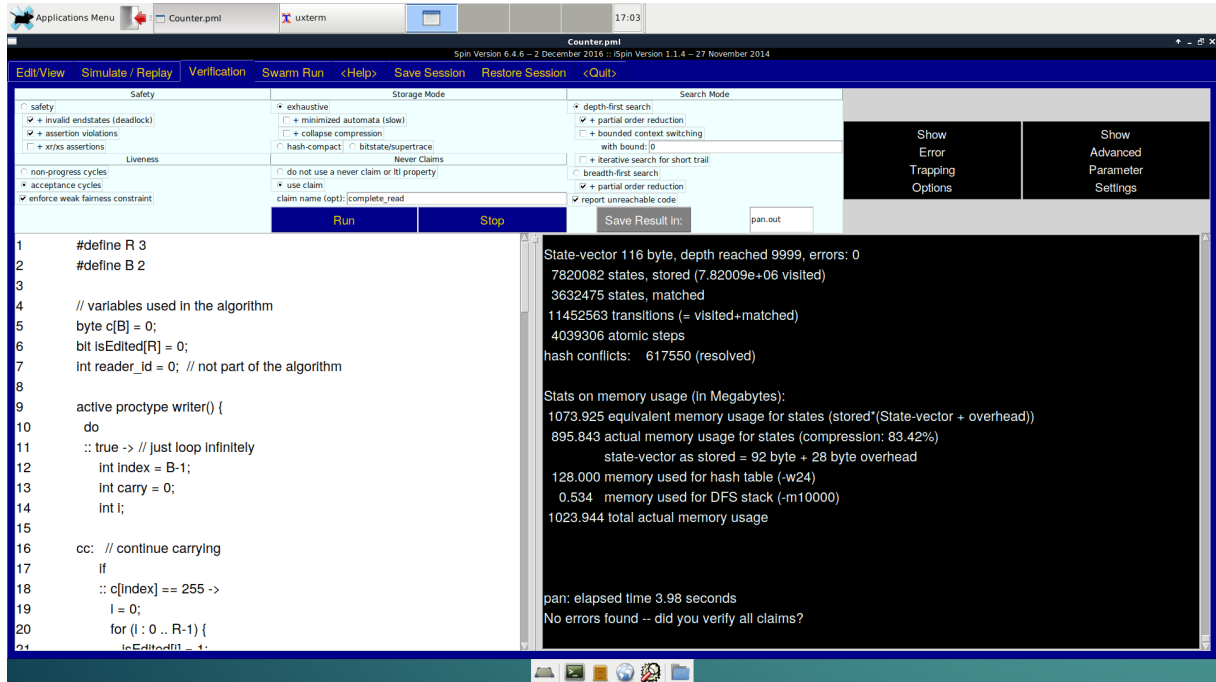 Applications Menu
Counter.pml
uxterm
17:03
Counter.pml
Spin Version 6.4.6 -- 2 December 2016 :: iSpin Version 1.1.4 -- 27 November 2014
Edit/View Simulate / Replay Verification Swarm Run <Help> Save Session Restore Session <Quit>
Safety
safety
+ invalid endstates (deadlock)
+ assertion violations
+ xr/xs assertions
Liveness
non-progress cycles
acceptance cycles
enforce weak fairness constraint
Storage Mode
exhaustive
+ minimized automata (slow)
+ collapse compression
hash-compact bitstate/supertrace
Never Claims
do not use a never claim or ltl property
use claim
claim name (opt): complete_read
Search Mode
depth-first search
+ partial order reduction
+ bounded context switching
with bound: 0
+ iterative search for short trail
breadth-first search
+ partial order reduction
report unreachable code
Run
Stop
Save Result in:
pan.out
Show
Error
Trapping
Options
Show
Advanced
Parameter
Settings
1 #define R 3
2 #define B 2
3
4 // variables used in the algorithm
5 byte c[B] = 0;
6 bit isEdited[R] = 0;
7 int reader_id = 0; // not part of the algorithm
8
9 active proctype writer() {
10 do
11 :: true -> // just loop infinitely
12 int index = B-1;
13 int carry = 0;
14 int i;
15
16 cc: // continue carrying
17 if
18 :: c[index] == 255 ->
19 i = 0;
20 for (i : 0 .. R-1) {
21 isEdited[i] = 1;
State-vector 116 byte, depth reached 9999, errors: 0
7820082 states, stored (7.82009e+06 visited)
3632475 states, matched
11452563 transitions (= visited+matched)
4039306 atomic steps
hash conflicts: 617550 (resolved)
Stats on memory usage (in Megabytes):
1073.925 equivalent memory usage for states (stored*(State-vector + overhead))
895.843 actual memory usage for states (compression: 83.42%)
state-vector as stored = 92 byte + 28 byte overhead
128.000 memory used for hash table (-w24)
0.534 memory used for DFS stack (-m10000)
1023.944 total actual memory usage
pan: elapsed time 3.98 seconds
No errors found -- did you verify all claims?